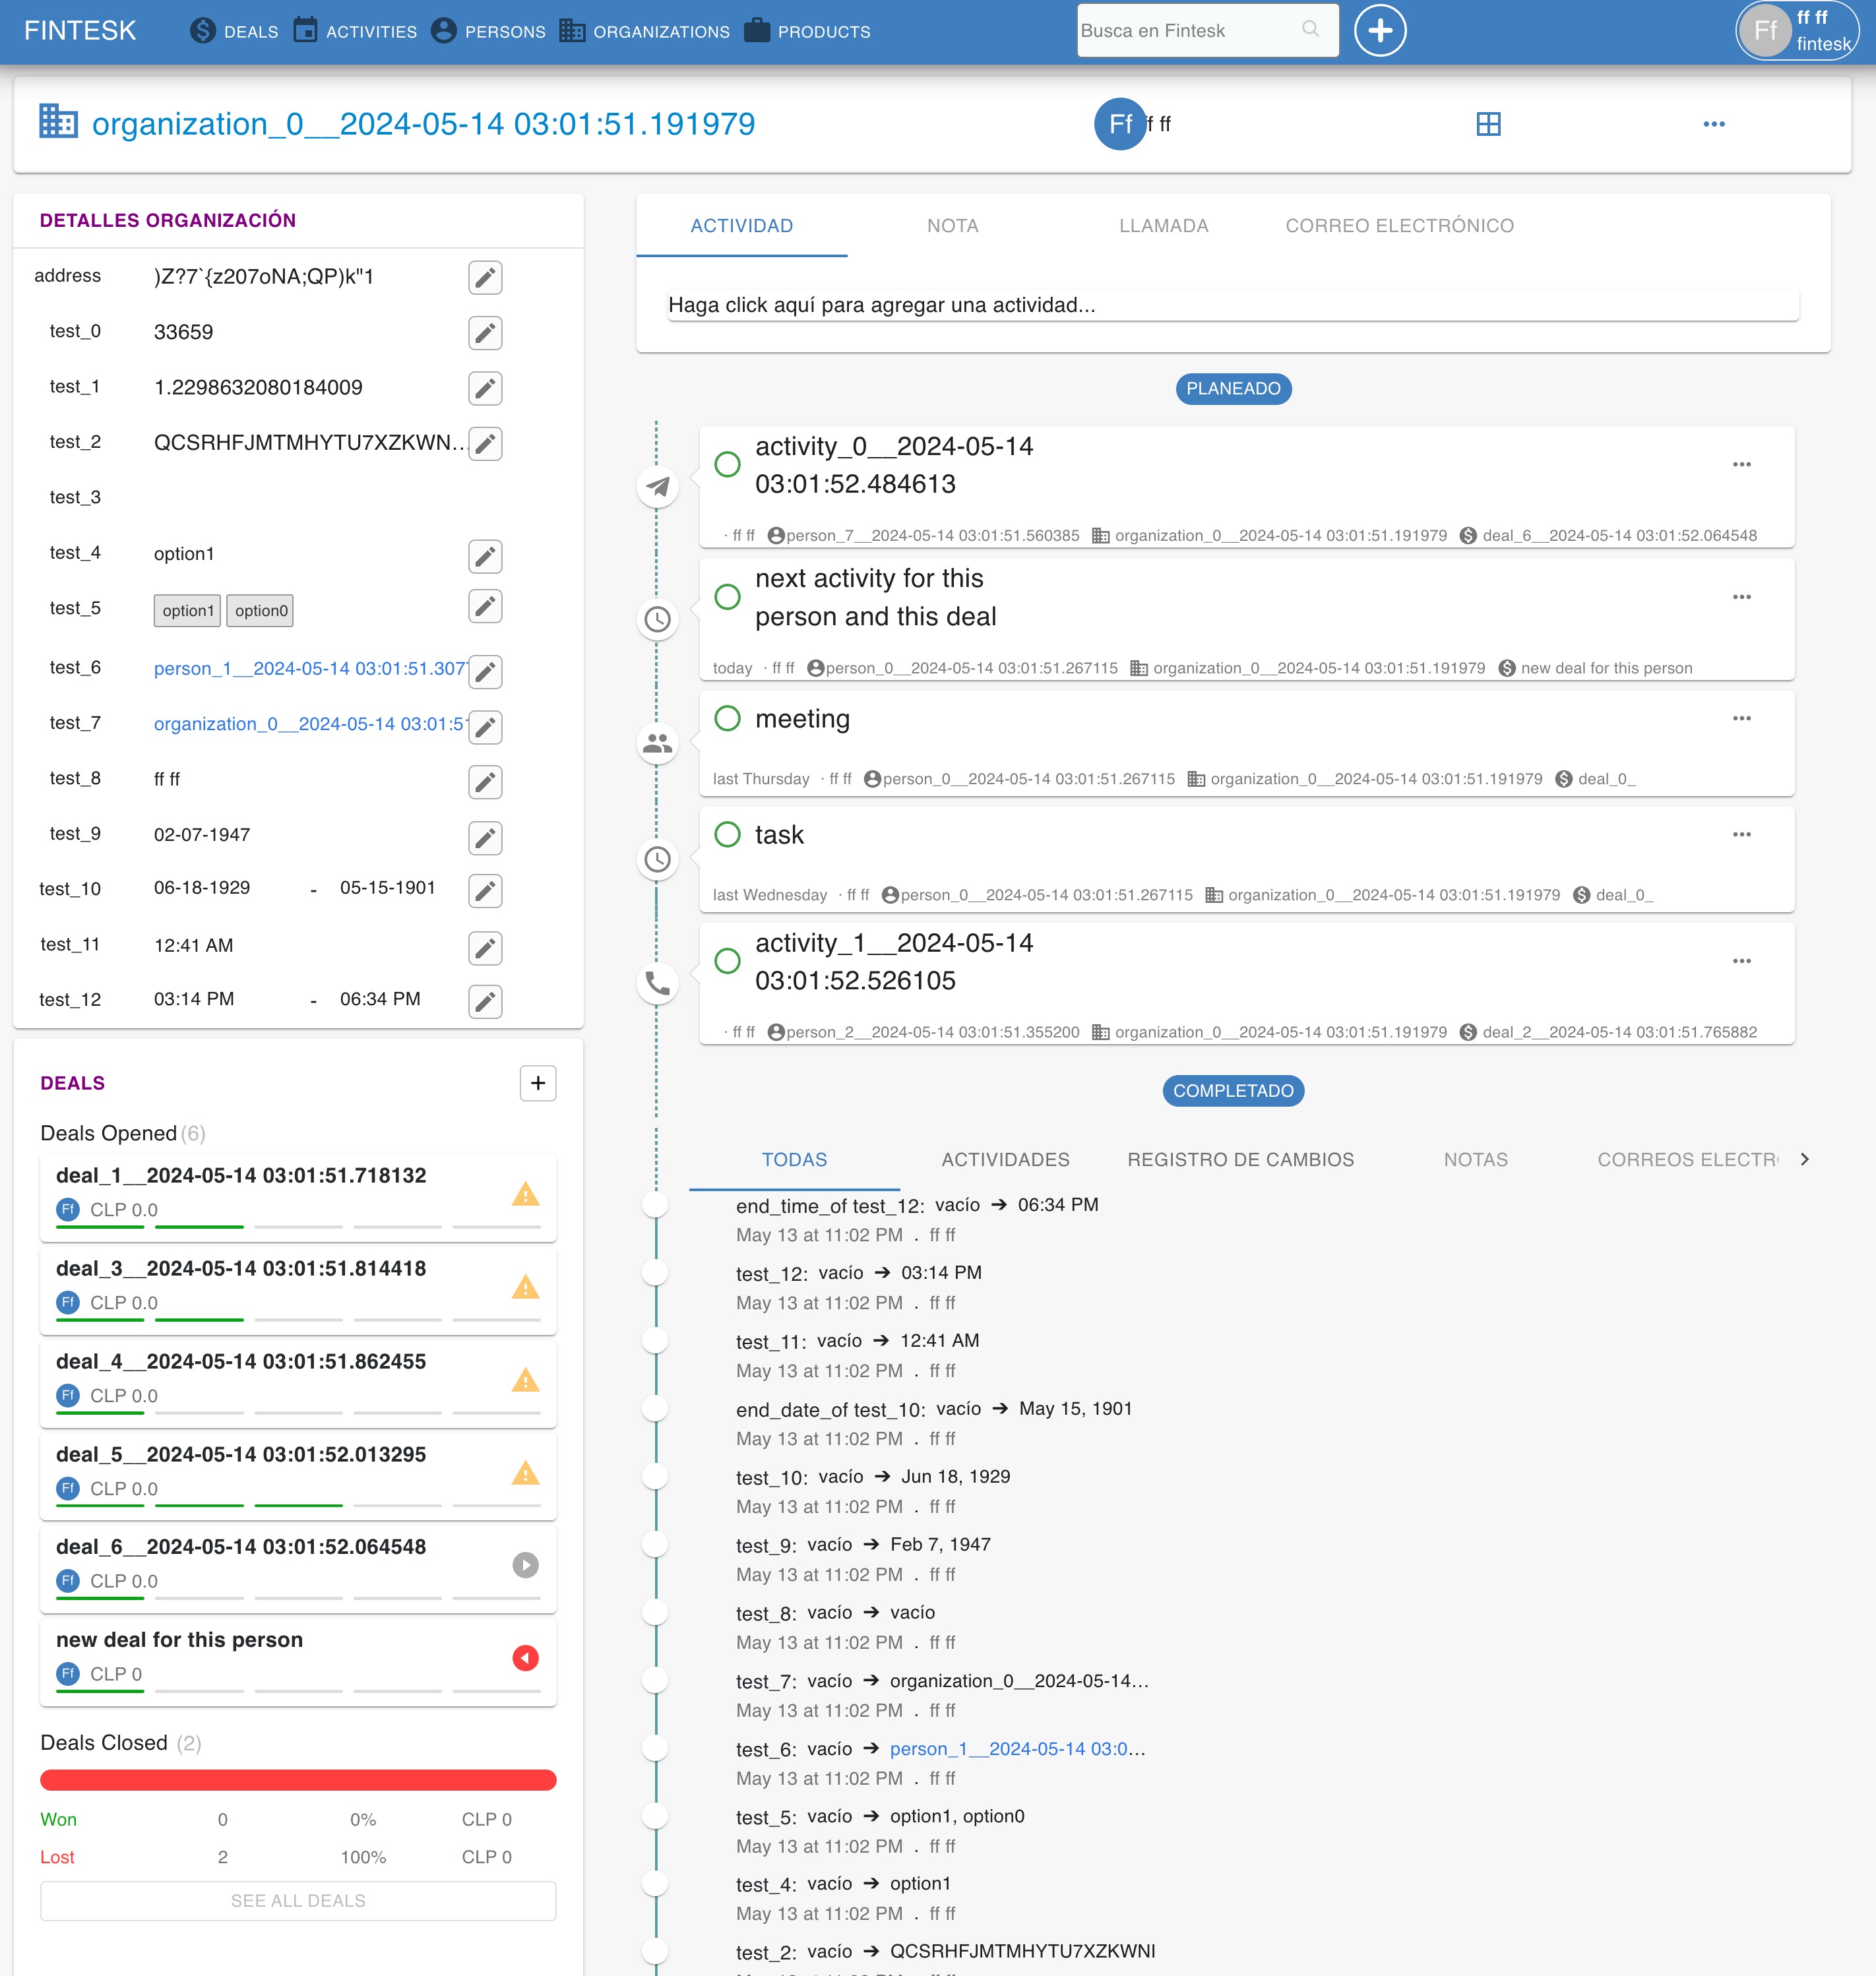 FINTESK
DEALS
ACTIVITIES
PERSONS
ORGANIZATIONS
PRODUCTS
Busca en Fintesk
Ff
ff ff
fintesk
organization_0__2024-05-14 03:01:51.191979
Ff
ff ff
DETALLES ORGANIZACIÓN
address )Z?7`{z207oNA;QP)k"1
test_0 33659
test_1 1.2298632080184009
test_2 QCSRHFJMTMHYTU7XZKWN...
test_3
test_4 option1
test_5 option1 option0
test_6 person_1__2024-05-14 03:01:51.307
test_7 organization_0__2024-05-14 03:01:51
test_8 ff ff
test_9 02-07-1947
test_10 06-18-1929 - 05-15-1901
test_11 12:41 AM
test_12 03:14 PM - 06:34 PM
DEALS
+
Deals Opened (6)
deal_1__2024-05-14 03:01:51.718132
Ff CLP 0.0
deal_3__2024-05-14 03:01:51.814418
Ff CLP 0.0
deal_4__2024-05-14 03:01:51.862455
Ff CLP 0.0
deal_5__2024-05-14 03:01:52.013295
Ff CLP 0.0
deal_6__2024-05-14 03:01:52.064548
Ff CLP 0.0
new deal for this person
Ff CLP 0
Deals Closed (2)
Won 0 0% CLP 0
Lost 2 100% CLP 0
SEE ALL DEALS
ACTIVIDAD NOTA LLAMADA CORREO ELECTRÓNICO
Haga click aquí para agregar una actividad...
PLANEADO
activity_0__2024-05-14
03:01:52.484613
· ff ff person_7__2024-05-14 03:01:51.560385 organization_0__2024-05-14 03:01:51.191979 deal_6__2024-05-14 03:01:52.064548
next activity for this
person and this deal
today · ff ff person_0__2024-05-14 03:01:51.267115 organization_0__2024-05-14 03:01:51.191979 new deal for this person
meeting
last Thursday · ff ff person_0__2024-05-14 03:01:51.267115 organization_0__2024-05-14 03:01:51.191979 deal_0_
task
last Wednesday · ff ff person_0__2024-05-14 03:01:51.267115 organization_0__2024-05-14 03:01:51.191979 deal_0_
activity_1__2024-05-14
03:01:52.526105
· ff ff person_2__2024-05-14 03:01:51.355200 organization_0__2024-05-14 03:01:51.191979 deal_2__2024-05-14 03:01:51.765882
COMPLETADO
TODAS ACTIVIDADES REGISTRO DE CAMBIOS NOTAS CORREOS ELECTR
end_time_of test_12: vacío → 06:34 PM
May 13 at 11:02 PM . ff ff
test_12: vacío → 03:14 PM
May 13 at 11:02 PM . ff ff
test_11: vacío → 12:41 AM
May 13 at 11:02 PM . ff ff
end_date_of test_10: vacío → May 15, 1901
May 13 at 11:02 PM . ff ff
test_10: vacío → Jun 18, 1929
May 13 at 11:02 PM . ff ff
test_9: vacío → Feb 7, 1947
May 13 at 11:02 PM . ff ff
test_8: vacío → vacío
May 13 at 11:02 PM . ff ff
test_7: vacío → organization_0__2024-05-14...
May 13 at 11:02 PM . ff ff
test_6: vacío → person_1__2024-05-14 03:0...
May 13 at 11:02 PM . ff ff
test_5: vacío → option1, option0
May 13 at 11:02 PM . ff ff
test_4: vacío → option1
May 13 at 11:02 PM . ff ff
test_2: vacío → QCSRHFJMTMHYTU7XZKWNI